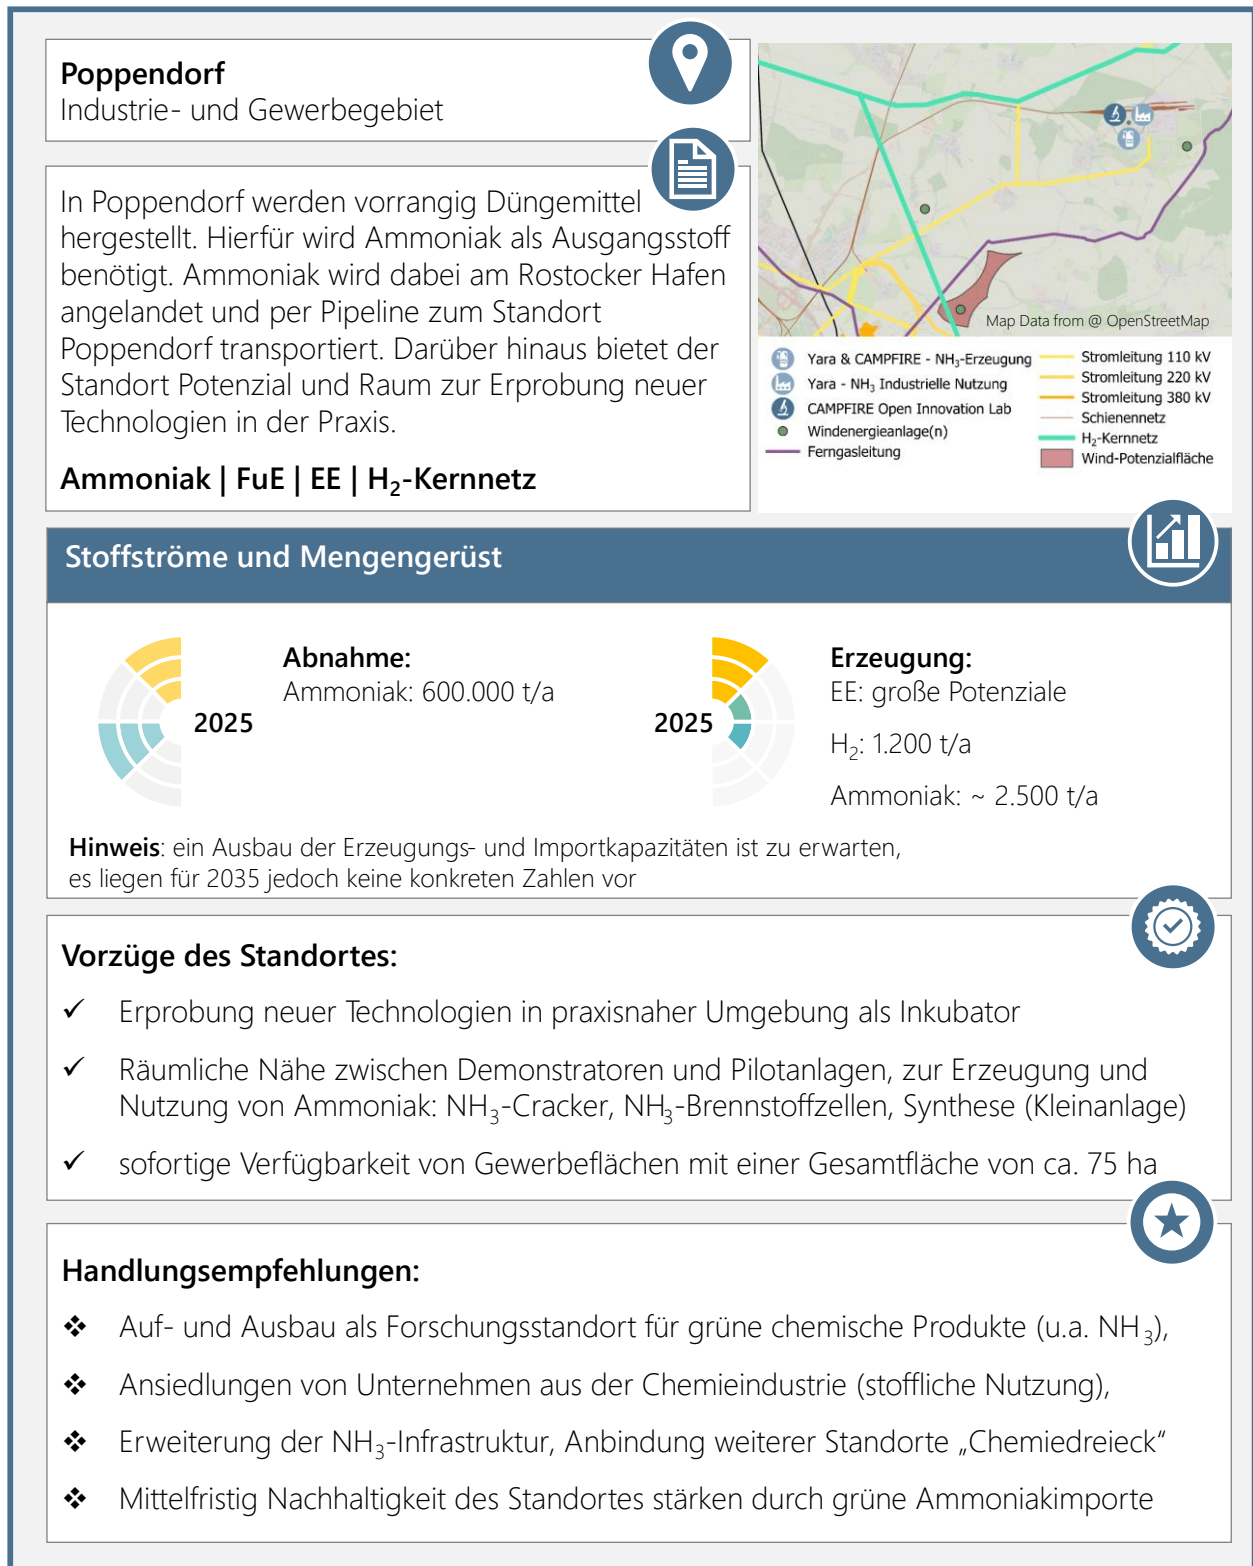 Poppendorf
Industrie- und Gewerbegebiet
In Poppendorf werden vorrangig Düngemittel
hergestellt. Hierfür wird Ammoniak als Ausgangsstoff
benötigt. Ammoniak wird dabei am Rostocker Hafen
angelandet und per Pipeline zum Standort
Poppendorf transportiert. Darüber hinaus bietet der
Standort Potenzial und Raum zur Erprobung neuer
Technologien in der Praxis.
Ammoniak | FuE | EE | H₂-Kernnetz
Map Data from @ OpenStreetMap
Yara & CAMPFIRE - NH₃-Erzeugung
Yara - NH₃ Industrielle Nutzung
CAMPFIRE Open Innovation Lab
Windenergieanlage(n)
Ferngasleitung
Stromleitung 110 kV
Stromleitung 220 kV
Stromleitung 380 kV
Schienennetz
H₂-Kernnetz
Wind-Potenzialfläche
Stoffströme und Mengengerüst
2025
Abnahme:
Ammoniak: 600.000 t/a
2025
Erzeugung:
EE: große Potenziale
H₂: 1.200 t/a
Ammoniak: ~ 2.500 t/a
Hinweis: ein Ausbau der Erzeugungs- und Importkapazitäten ist zu erwarten,
es liegen für 2035 jedoch keine konkreten Zahlen vor
Vorzüge des Standortes:
✓ Erprobung neuer Technologien in praxisnaher Umgebung als Inkubator
✓ Räumliche Nähe zwischen Demonstratoren und Pilotanlagen, zur Erzeugung und
Nutzung von Ammoniak: NH₃-Cracker, NH₃-Brennstoffzellen, Synthese (Kleinanlage)
✓ sofortige Verfügbarkeit von Gewerbeflächen mit einer Gesamtfläche von ca. 75 ha
Handlungsempfehlungen:
❖ Auf- und Ausbau als Forschungsstandort für grüne chemische Produkte (u.a. NH₃),
❖ Ansiedlungen von Unternehmen aus der Chemieindustrie (stoffliche Nutzung),
❖ Erweiterung der NH₃-Infrastruktur, Anbindung weiterer Standorte „Chemiedreieck“
❖ Mittelfristig Nachhaltigkeit des Standortes stärken durch grüne Ammoniakimporte